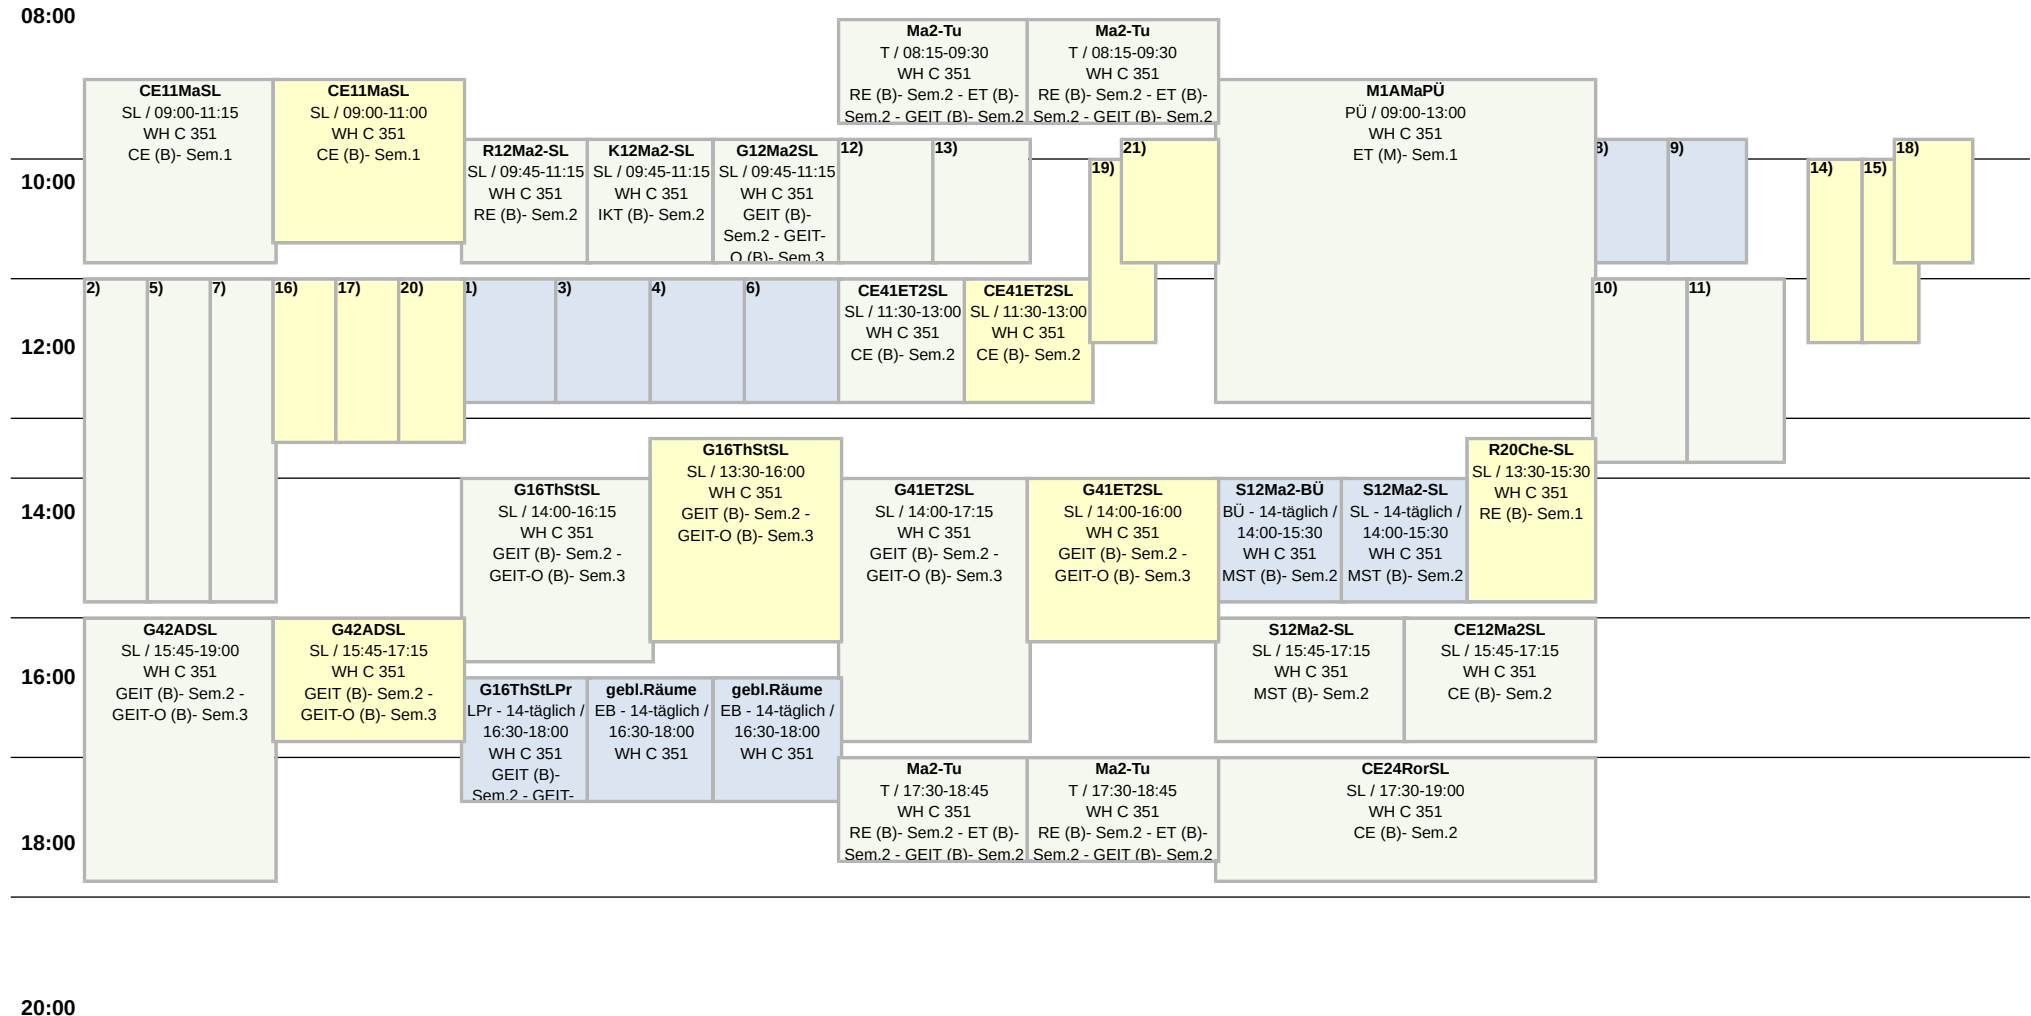 08:00
Ma2-Tu
T / 08:15-09:30
WH C 351
RE (B)- Sem.2 - ET (B)-
Sem.2 - GEIT (B)- Sem.2
Ma2-Tu
T / 08:15-09:30
WH C 351
RE (B)- Sem.2 - ET (B)-
Sem.2 - GEIT (B)- Sem.2
CE11MaSL
SL / 09:00-11:15
WH C 351
CE (B)- Sem.1
CE11MaSL
SL / 09:00-11:00
WH C 351
CE (B)- Sem.1
M1AMaPÜ
PÜ / 09:00-13:00
WH C 351
ET (M)- Sem.1
R12Ma2-SL
SL / 09:45-11:15
WH C 351
RE (B)- Sem.2
K12Ma2-SL
SL / 09:45-11:15
WH C 351
IKT (B)- Sem.2
G12Ma2SL
SL / 09:45-11:15
WH C 351
GEIT (B)-
Sem.2 - GEIT-
O (B)- Sem.3
12)
13)
19)
21)
8)
9)
14)
15)
18)
10:00
2)
5)
7)
16)
17)
20)
1)
3)
4)
6)
CE41ET2SL
SL / 11:30-13:00
WH C 351
CE (B)- Sem.2
CE41ET2SL
SL / 11:30-13:00
WH C 351
CE (B)- Sem.2
10)
11)
12:00
G16ThStSL
SL / 14:00-16:15
WH C 351
GEIT (B)- Sem.2 -
GEIT-O (B)- Sem.3
G16ThStSL
SL / 13:30-16:00
WH C 351
GEIT (B)- Sem.2 -
GEIT-O (B)- Sem.3
G41ET2SL
SL / 14:00-17:15
WH C 351
GEIT (B)- Sem.2 -
GEIT-O (B)- Sem.3
G41ET2SL
SL / 14:00-16:00
WH C 351
GEIT (B)- Sem.2 -
GEIT-O (B)- Sem.3
S12Ma2-BÜ
BÜ - 14-täglich /
14:00-15:30
WH C 351
MST (B)- Sem.2
S12Ma2-SL
SL - 14-täglich /
14:00-15:30
WH C 351
MST (B)- Sem.2
R20Che-SL
SL / 13:30-15:30
WH C 351
RE (B)- Sem.1
14:00
G42ADSL
SL / 15:45-19:00
WH C 351
GEIT (B)- Sem.2 -
GEIT-O (B)- Sem.3
G42ADSL
SL / 15:45-17:15
WH C 351
GEIT (B)- Sem.2 -
GEIT-O (B)- Sem.3
S12Ma2-SL
SL / 15:45-17:15
WH C 351
MST (B)- Sem.2
CE12Ma2SL
SL / 15:45-17:15
WH C 351
CE (B)- Sem.2
16:00
G16ThStLPr
LPr - 14-täglich /
16:30-18:00
WH C 351
GEIT (B)-
Sem.2 - GEIT-
gebl.Räume
EB - 14-täglich /
16:30-18:00
WH C 351
gebl.Räume
EB - 14-täglich /
16:30-18:00
WH C 351
Ma2-Tu
T / 17:30-18:45
WH C 351
RE (B)- Sem.2 - ET (B)-
Sem.2 - GEIT (B)- Sem.2
Ma2-Tu
T / 17:30-18:45
WH C 351
RE (B)- Sem.2 - ET (B)-
Sem.2 - GEIT (B)- Sem.2
CE24RorSL
SL / 17:30-19:00
WH C 351
CE (B)- Sem.2
18:00
20:00